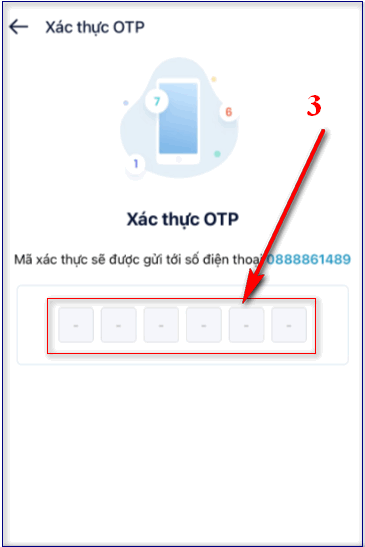 Xác thực OTP
7
6
3
1
Xác thực OTP
Mã xác thực sẽ được gửi tới số điện thoại 0888861489
- - - - - -